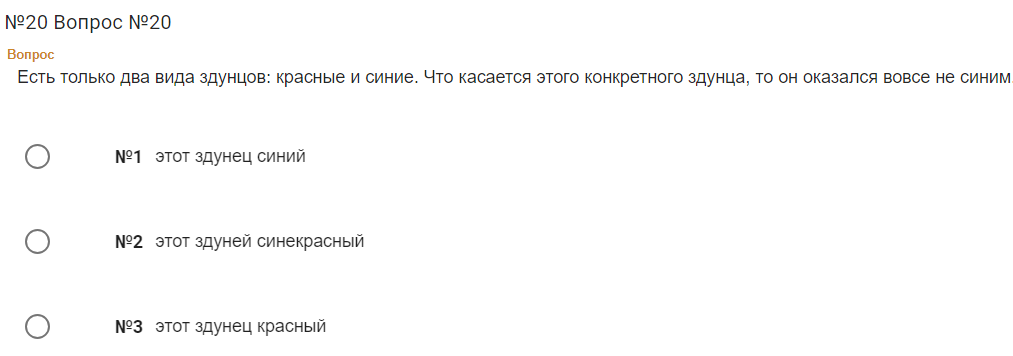 №20 Вопрос №20
Вопрос
Есть только два вида здунцов: красные и синие. Что касается этого конкретного здунца, то он оказался вовсе не синим
№1 этот здунец синий
№2 этот здуней синекрасный
№3 этот здунец красный